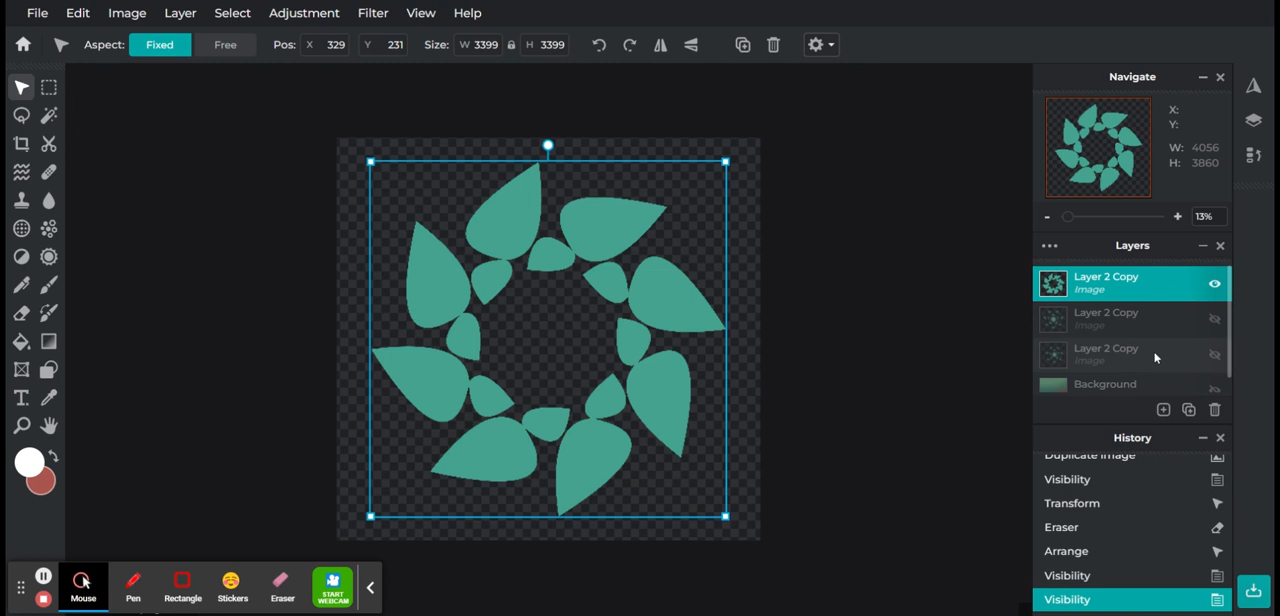 File Edit Image Layer Select Adjustment Filter View Help
Aspect: Fixed Free Pos: X 329 Y 231 Size: W 3399 H 3399
Navigate
X:
Y:
W: 4056
H: 3860
- + 13%
Layers
Layer 2 Copy
Image
Layer 2 Copy
Image
Layer 2 Copy
Image
Background
History
Duplicate Image
Visibility
Transform
Eraser
Arrange
Visibility
Visibility
T
Mouse Pen Rectangle Stickers Eraser START
WEBCAM